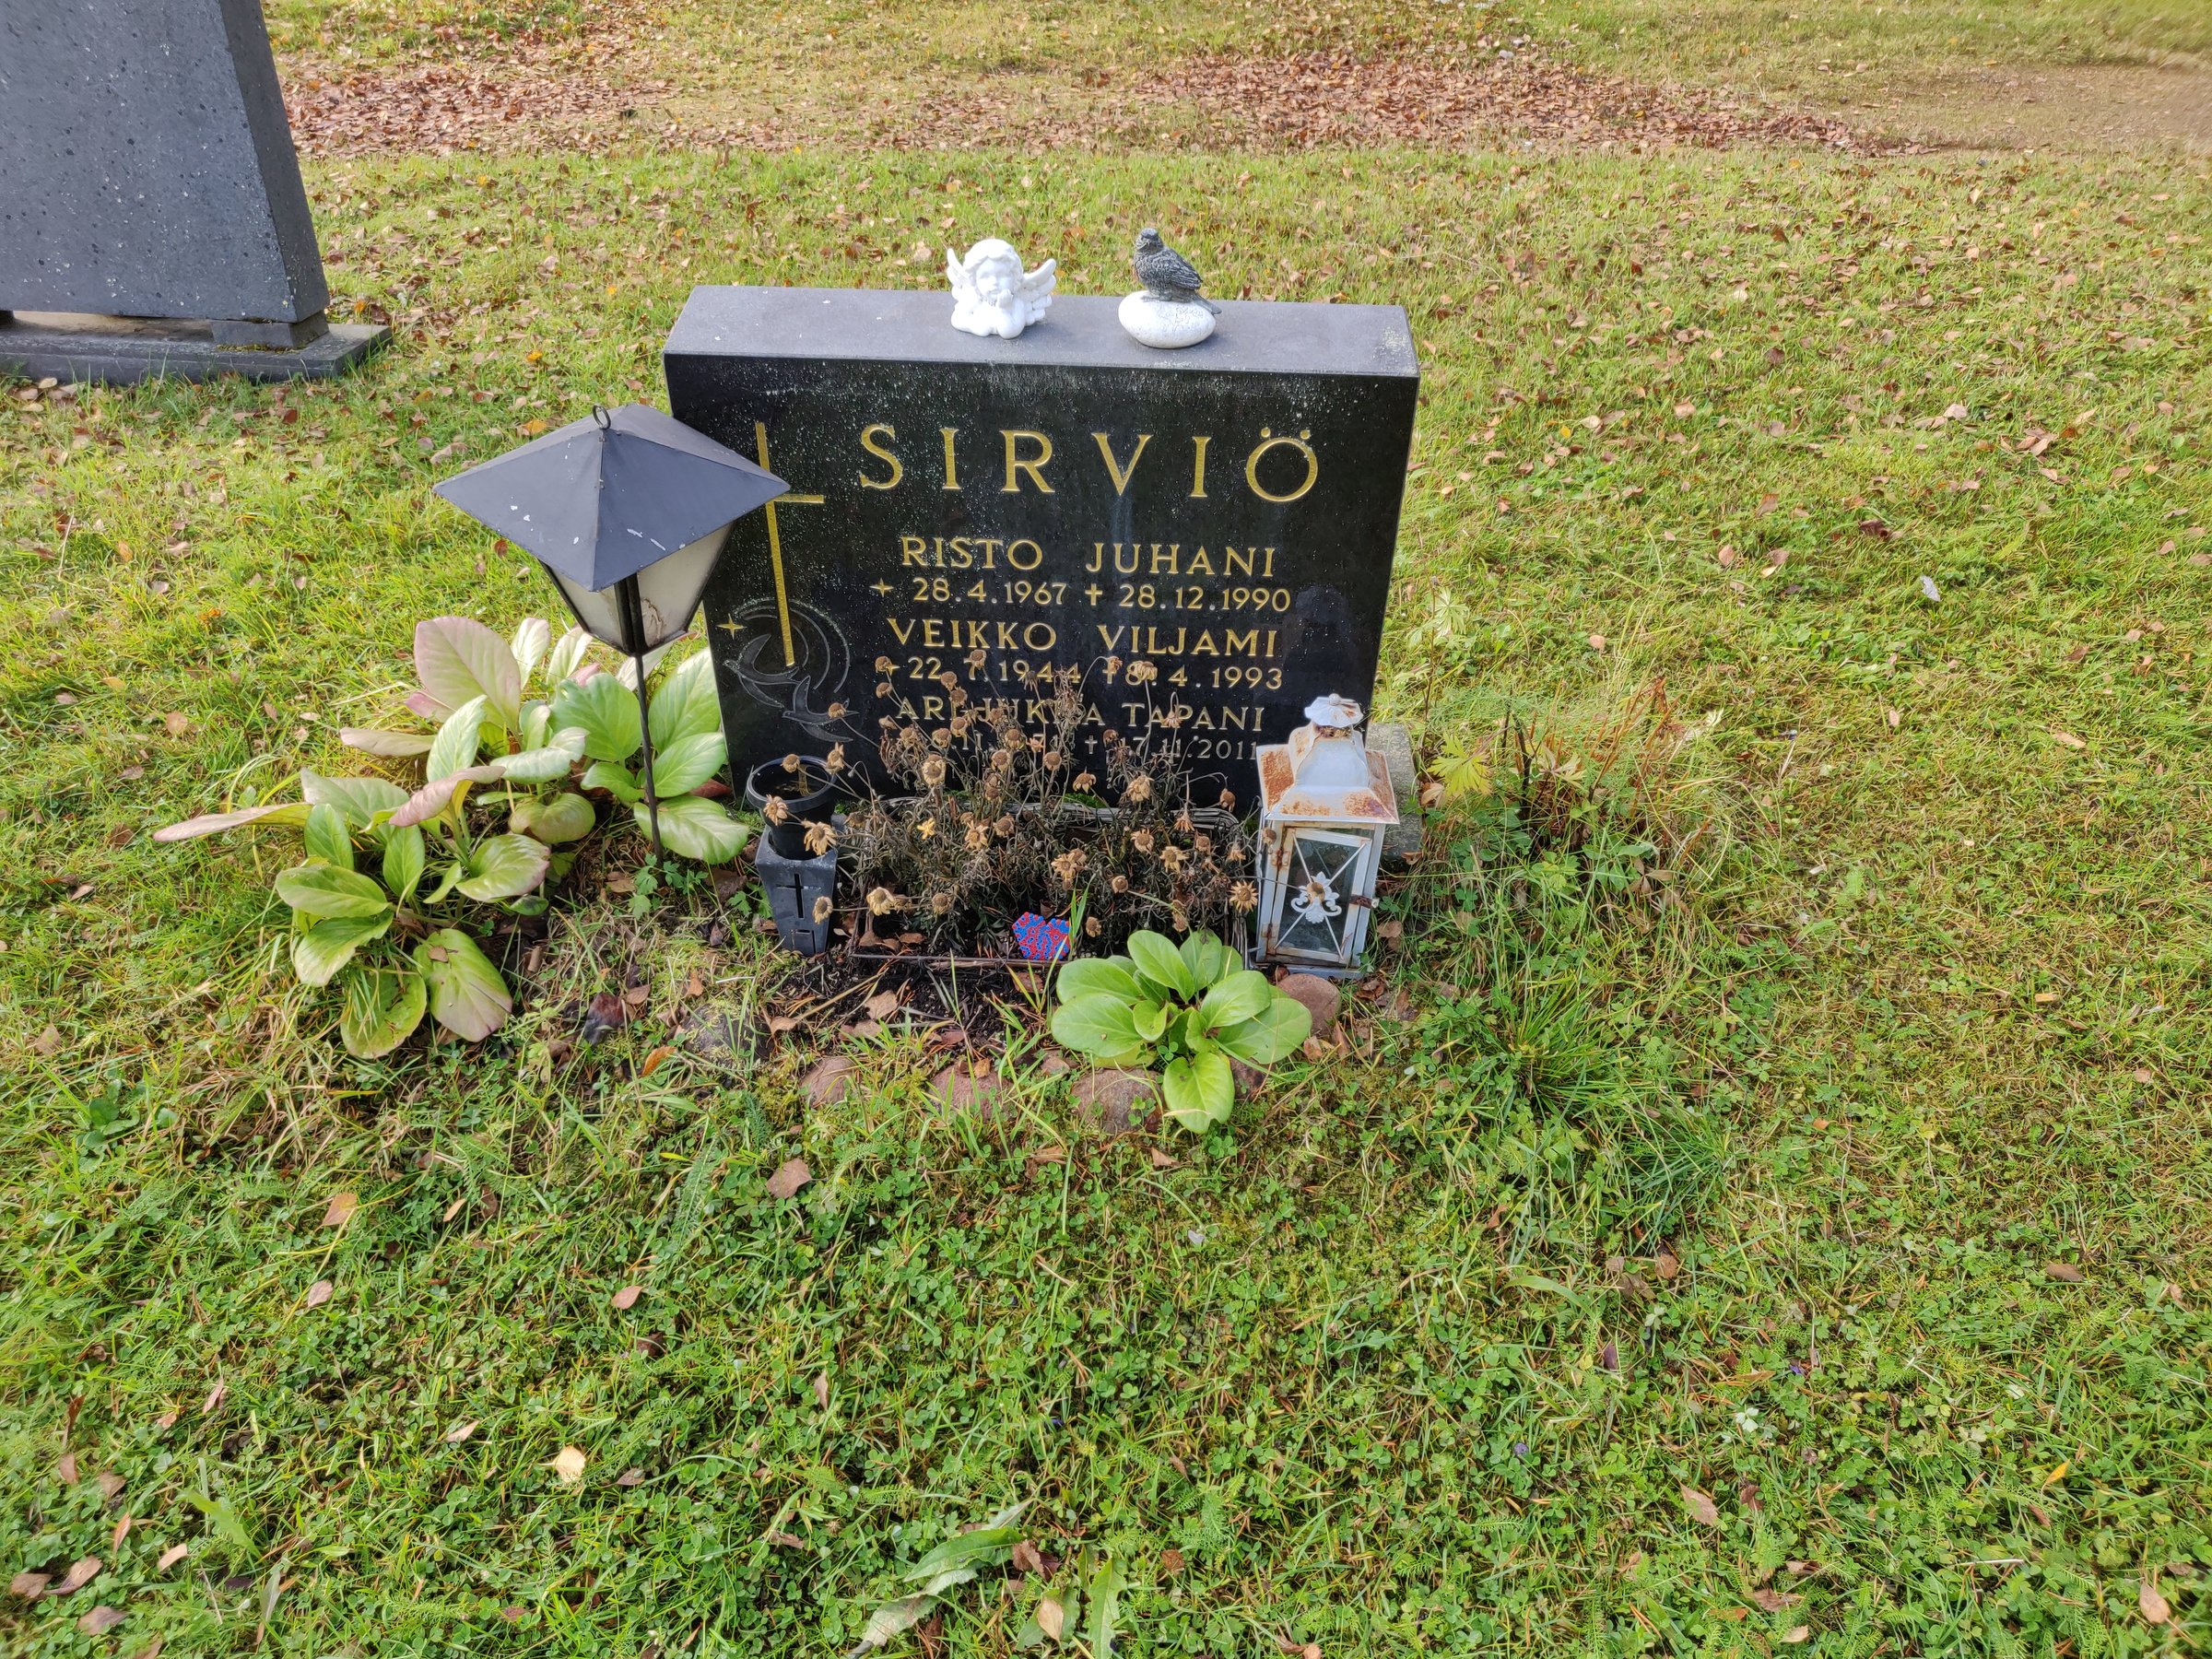 SIRVIÖ
RISTO JUHANI
28.4.1967 ✝ 28.12.1990
VEIKKO VILJAMI
22.7.1944 ✝ 8.4.1993
TAPANI
11.2011